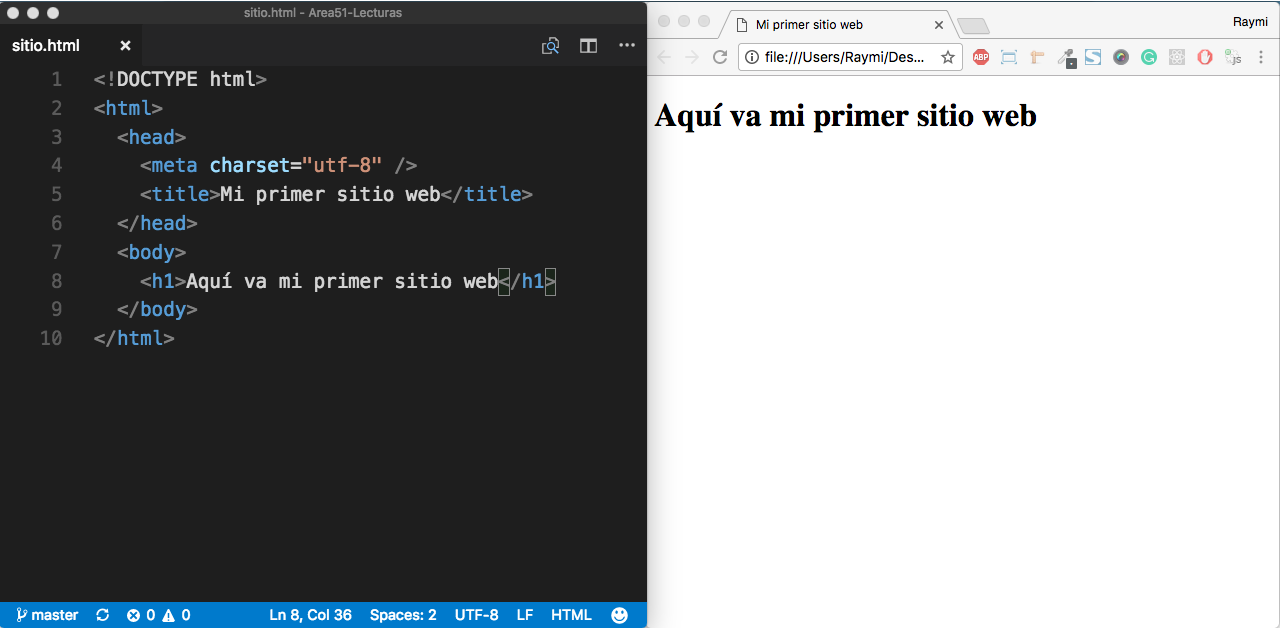 sitio.html - Area51-Lecturas
sitio.html
1 <!DOCTYPE html>
2 <html>
3 <head>
4 <meta charset="utf-8" />
5 <title>Mi primer sitio web</title>
6 </head>
7 <body>
8 <h1>Aquí va mi primer sitio web</h1>
9 </body>
10 </html>
master 0 0 Ln 8, Col 36 Spaces: 2 UTF-8 LF HTML
Mi primer sitio web
Raymi
file:///Users/Raymi/Des...
ABP
js
Aquí va mi primer sitio web